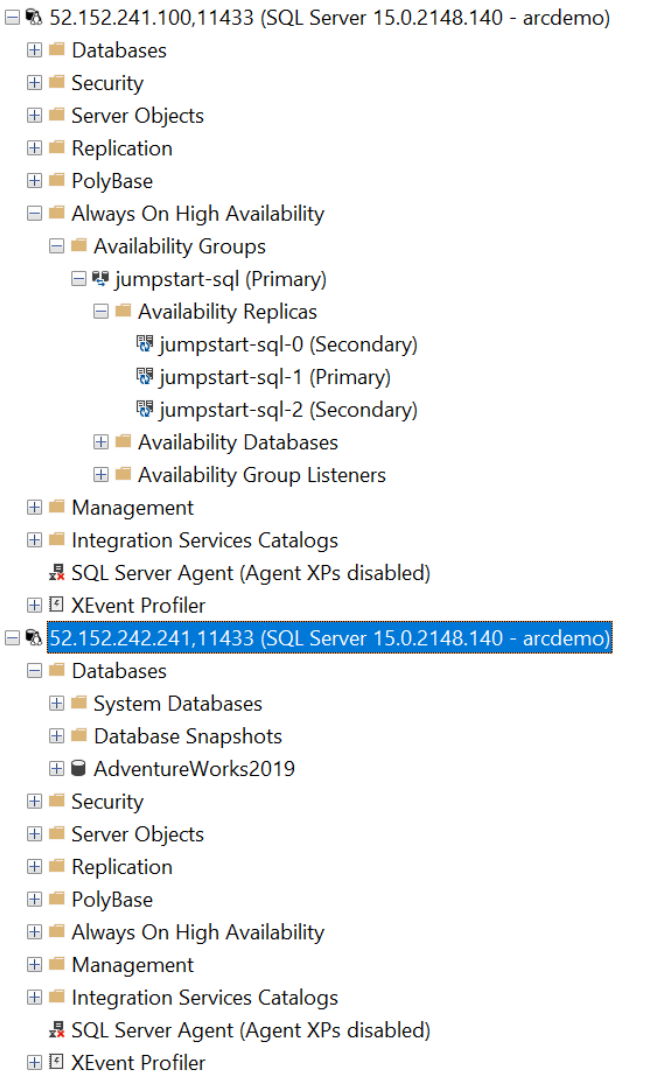 52.152.241.100,11433 (SQL Server 15.0.2148.140 - arcdemo)
Databases
Security
Server Objects
Replication
PolyBase
Always On High Availability
Availability Groups
jumpstart-sql (Primary)
Availability Replicas
jumpstart-sql-0 (Secondary)
jumpstart-sql-1 (Primary)
jumpstart-sql-2 (Secondary)
Availability Databases
Availability Group Listeners
Management
Integration Services Catalogs
SQL Server Agent (Agent XPs disabled)
XEvent Profiler
52.152.242.241,11433 (SQL Server 15.0.2148.140 - arcdemo)
Databases
System Databases
Database Snapshots
AdventureWorks2019
Security
Server Objects
Replication
PolyBase
Always On High Availability
Management
Integration Services Catalogs
SQL Server Agent (Agent XPs disabled)
XEvent Profiler